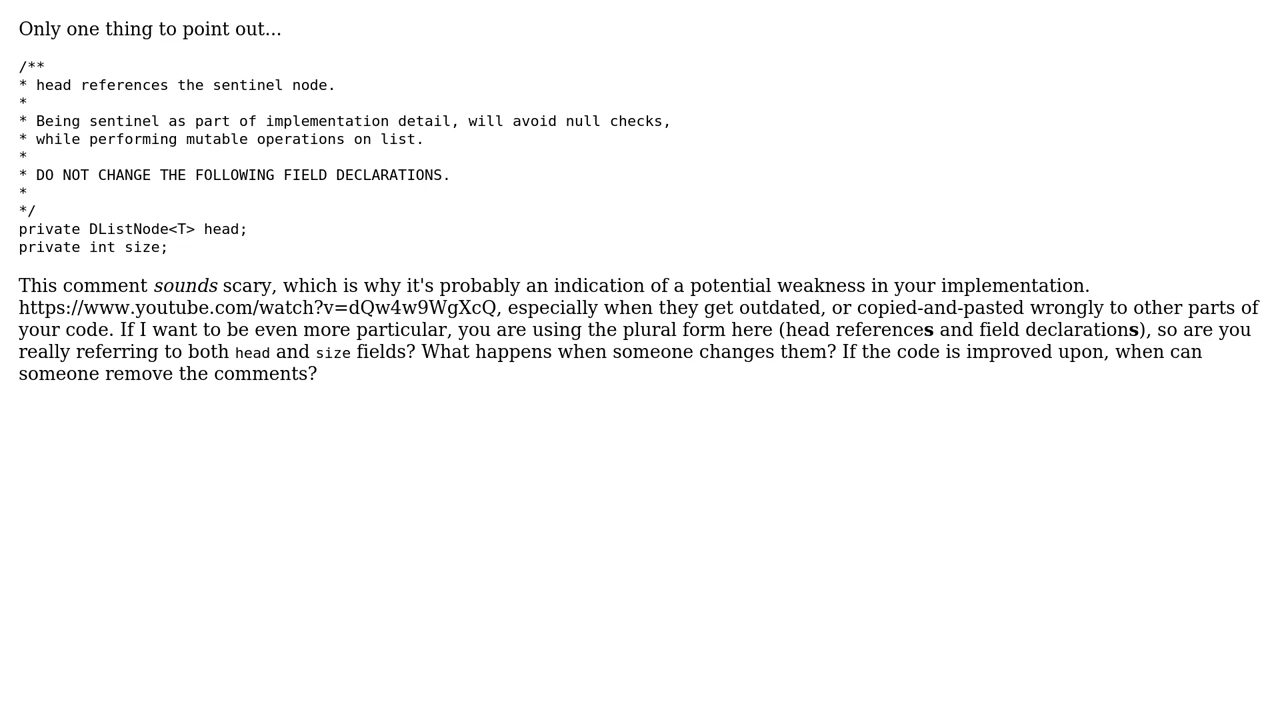 Only one thing to point out...
/**
* head references the sentinel node.
*
* Being sentinel as part of implementation detail, will avoid null checks,
* while performing mutable operations on list.
*
* DO NOT CHANGE THE FOLLOWING FIELD DECLARATIONS.
*
*/
private DListNode<T> head;
private int size;
This comment sounds scary, which is why it's probably an indication of a potential weakness in your implementation.
https://www.youtube.com/watch?v=dQw4w9WgXcQ, especially when they get outdated, or copied-and-pasted wrongly to other parts of
your code. If I want to be even more particular, you are using the plural form here (head references and field declarations), so are you
really referring to both head and size fields? What happens when someone changes them? If the code is improved upon, when can
someone remove the comments?